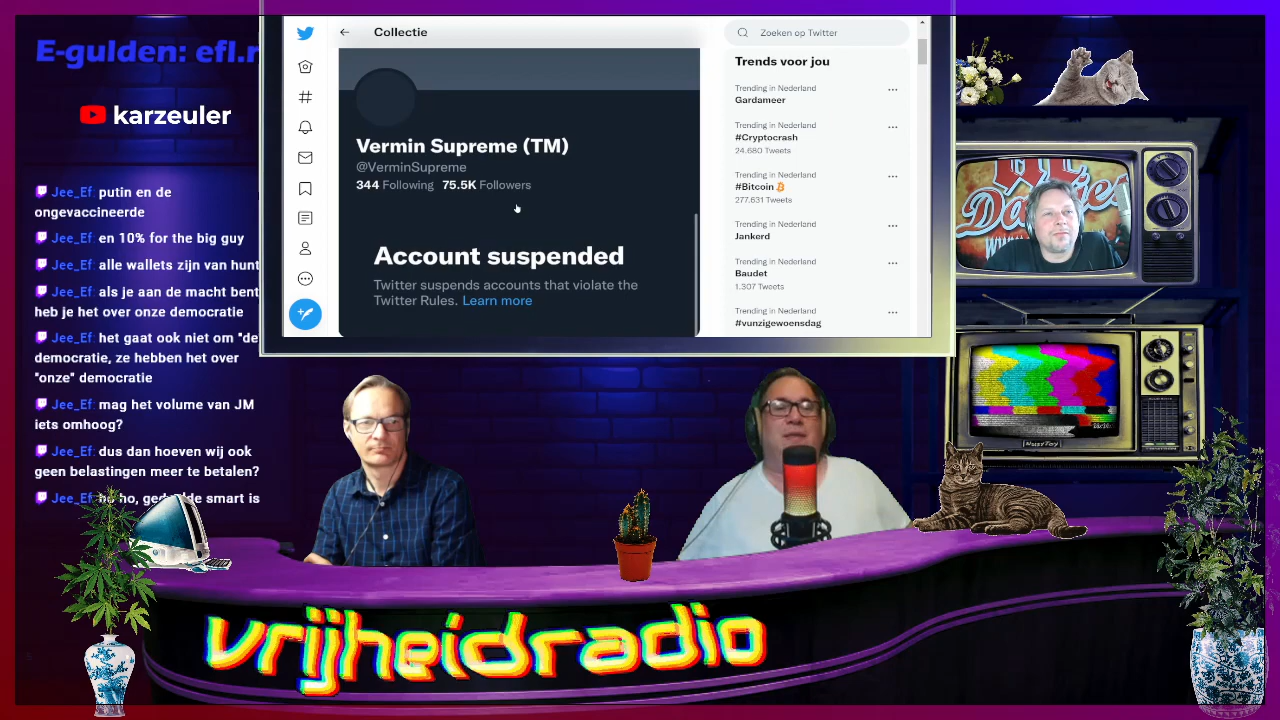 E-gulden: efl.r
karzeuler
Jee_Ef: putin en de
ongedefinieerde
Jee_Ef: en 10% for the big guy
Jee_Ef: alle wallets zijn van hunt
Jee_Ef: als je aan de macht bent
heb je het over onze democratie
Jee_Ef: het gaat ook niet om "de
democratie, ze hebben het over
"onze" democratie
Jee_Ef: mag het volume van JM
iets omhoog?
Jee_Ef: dus dan hoeven wij ook
geen belastingen meer te betalen?
Jee_Ef: smart is
Collectie
Vermin Supreme (TM)
@VerminSupreme
344 Following 75.5K Followers
Account suspended
Twitter suspends accounts that violate the
Twitter Rules. Learn more
Zoeken op Twitter
Trends voor jou
Trending in Nederland
Gardameer
Trending in Nederland
#Cryptocrash
24.680 Tweets
Trending in Nederland
#Bitcoin
277.631 Tweets
Trending in Nederland
Jankerd
Trending in Nederland
Baudet
1.307 Tweets
Trending in Nederland
#vunzigewoensdag
vrijheidradio